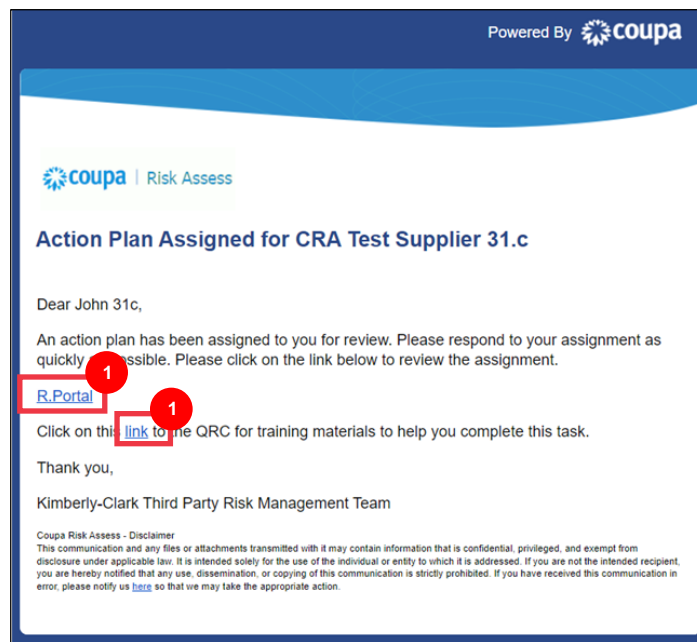 Powered By coupa
coupa | Risk Assess
Action Plan Assigned for CRA Test Supplier 31.c
Dear John 31c,
An action plan has been assigned to you for review. Please respond to your assignment as
quickly possible. Please click on the link below to review the assignment.
1
R.Portal
1
Click on this link to the QRC for training materials to help you complete this task.
Thank you,
Kimberly-Clark Third Party Risk Management Team
Coupa Risk Assess - Disclaimer
This communication and any files or attachments transmitted with it may contain information that is confidential, privileged, and exempt from
disclosure under applicable law. It is intended solely for the use of the individual or entity to which it is addressed. If you are not the intended recipient,
you are hereby notified that any use, dissemination, or copying of this communication is strictly prohibited. If you have received this communication in
error, please notify us here so that we may take the appropriate action.